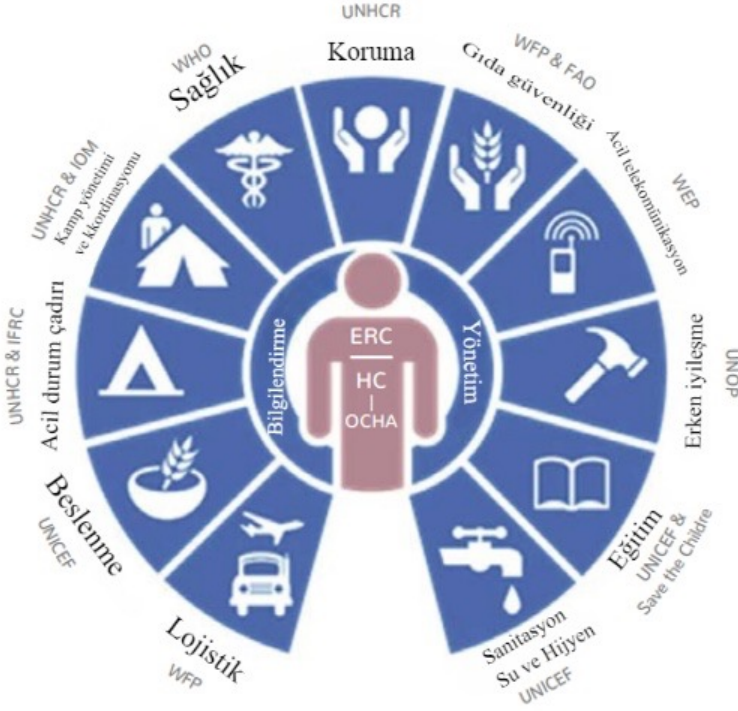 UNHCR
Koruma
WFP & FAO
Gıda güvenliği
WEP
Acil telekomünikasyon
UNOP
Erken iyileşme
Eğitim
UNICEF &
Save the Childre
Sanitasyon
Su ve Hijyen
UNICEF
Lojistik
WFP
Beslenme
UNICEF
Acil durum çadırı
UNHCR & IFRC
UNHCR & IOM
Kamp yönetimi
ve kkordinasyonu
WHO
Sağlık
Bilgilendirme
Yönetim
ERC
HC
OCHA